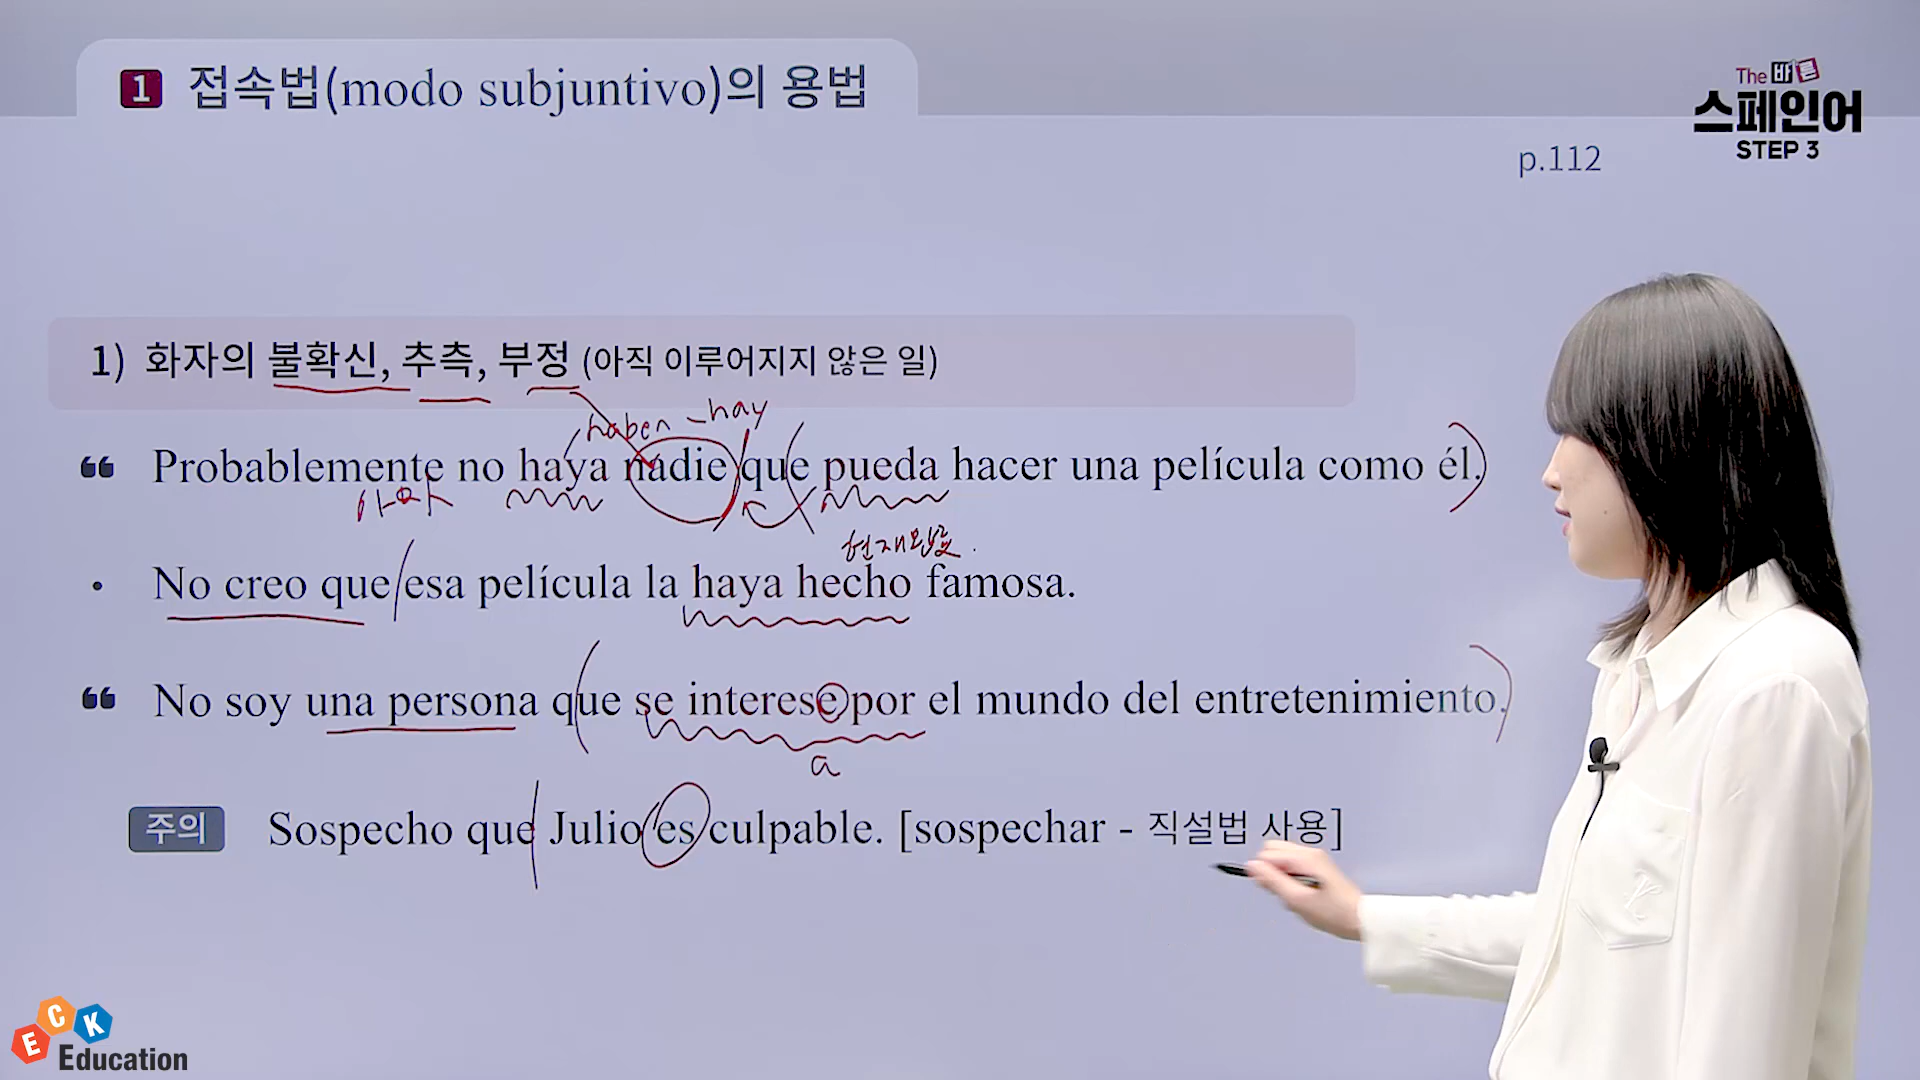 1 접속법(modo subjuntivo)의 용법
The 바른
스페인어
STEP 3
p.112
1) 화자의 불확신, 추측, 부정 (아직 이루어지지 않은 일)
haber - hay
“ Probablemente no haya nadie que pueda hacer una película como él.
아마
현재완료.
• No creo que esa película la haya hecho famosa.
“ No soy una persona que se interese por el mundo del entretenimiento.
a
주의 Sospecho que Julio es culpable. [sospechar - 직설법 사용]
ECK
Education